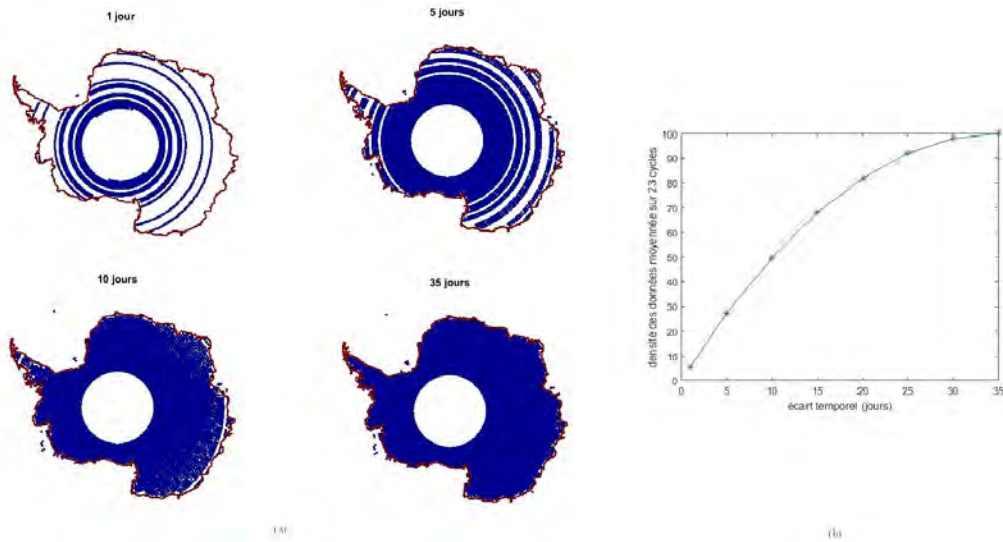 1 jour
5 jours
10 jours
35 jours
(a)
densité des données moyennée sur 23 cycles
100
90
80
70
60
50
40
30
20
10
0
0 5 10 15 20 25 30 35
écart temporel (jours)
(b)